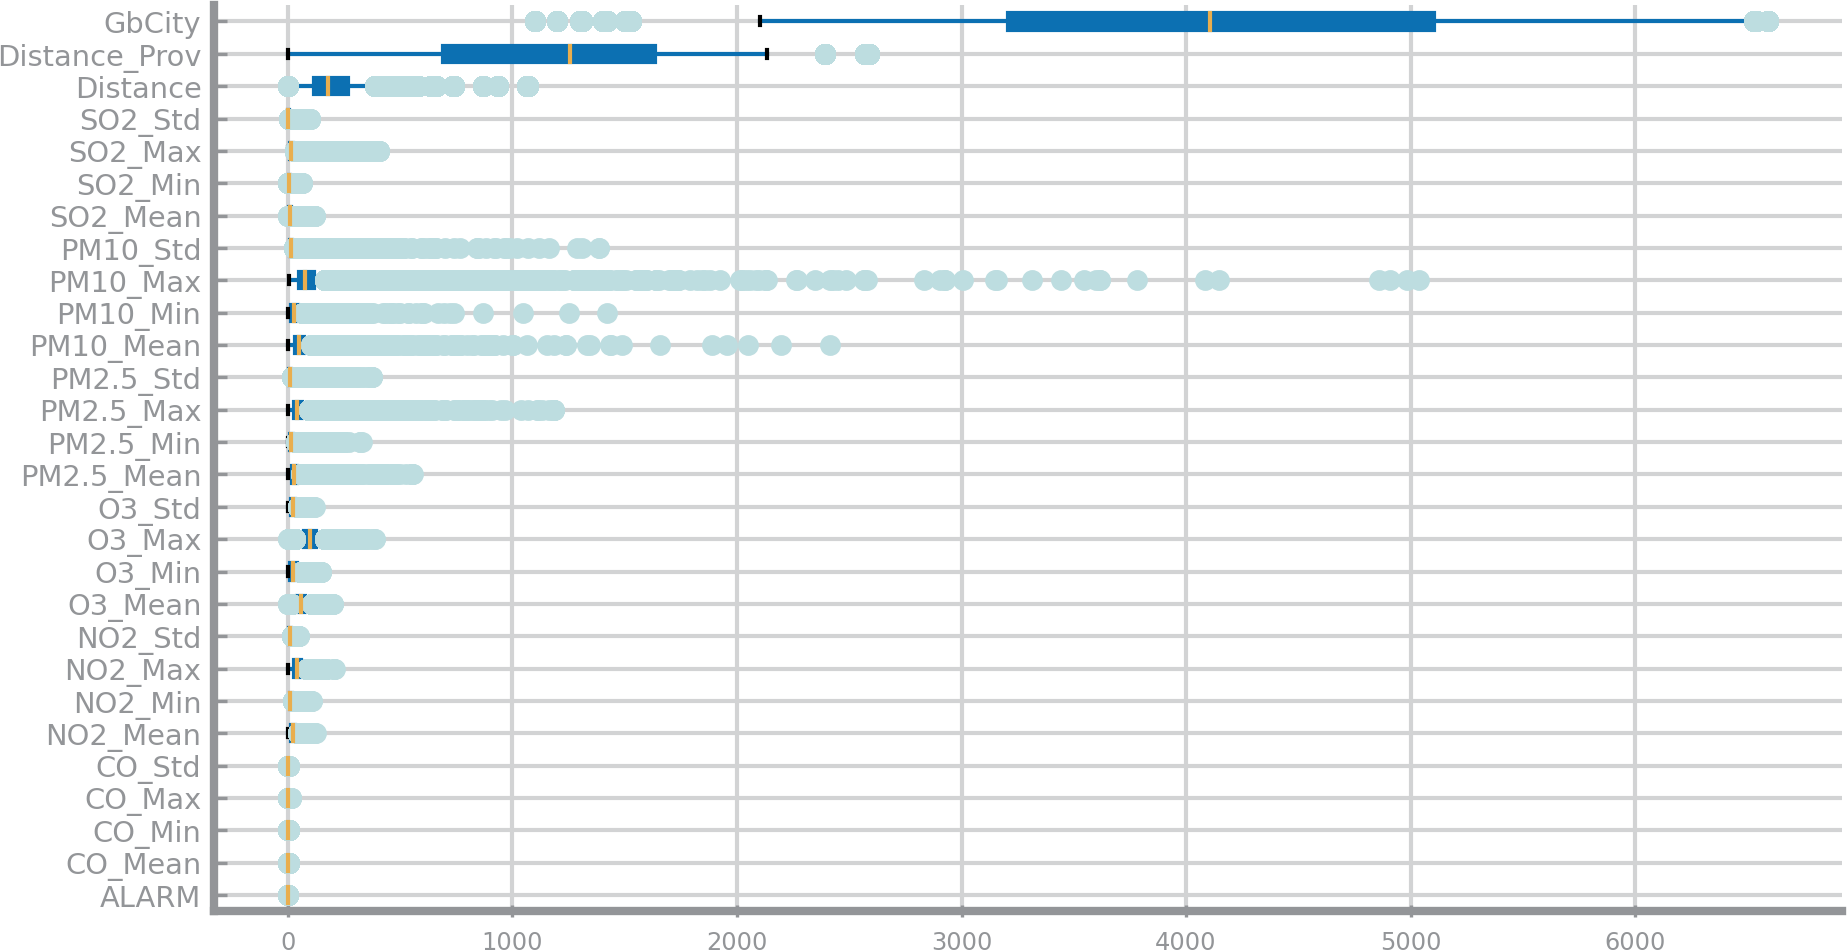 GbCity
Distance_Prov
Distance
SO2_Std
SO2_Max
SO2_Min
SO2_Mean
PM10_Std
PM10_Max
PM10_Min
PM10_Mean
PM2.5_Std
PM2.5_Max
PM2.5_Min
PM2.5_Mean
O3_Std
O3_Max
O3_Min
O3_Mean
NO2_Std
NO2_Max
NO2_Min
NO2_Mean
CO_Std
CO_Max
CO_Min
CO_Mean
ALARM
0 1000 2000 3000 4000 5000 6000